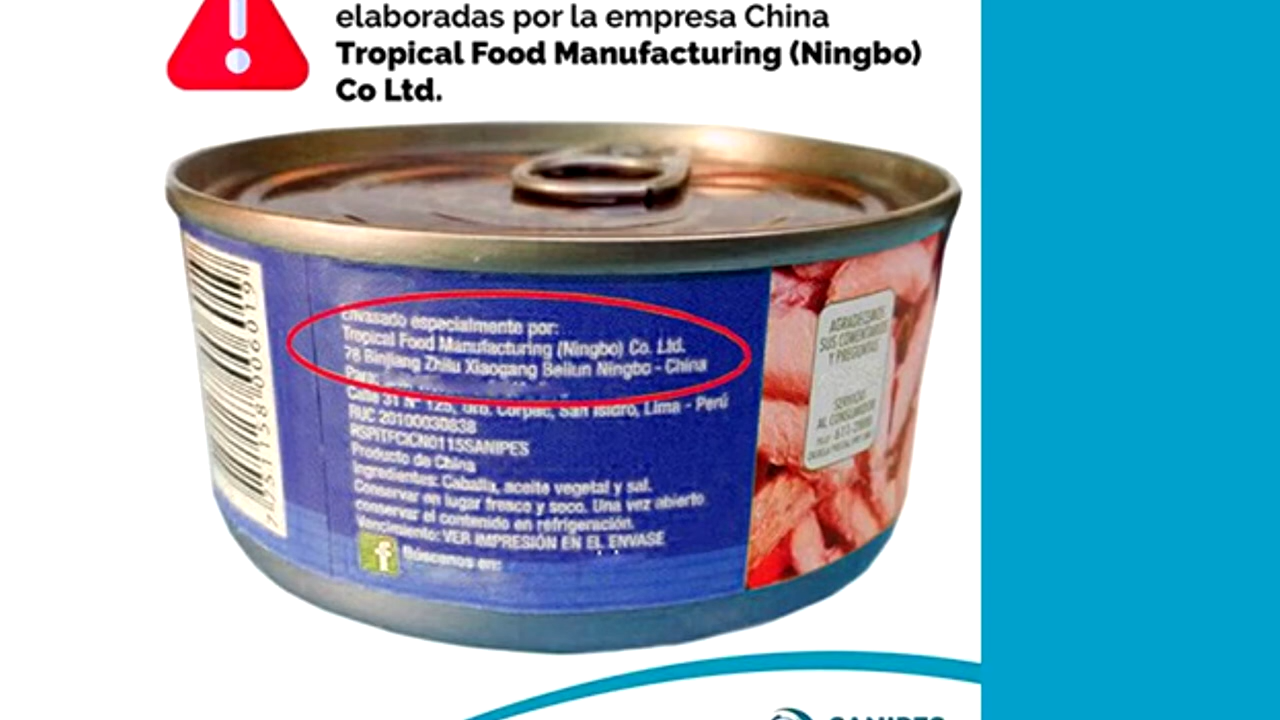 elaboradas por la empresa China
Tropical Food Manufacturing (Ningbo)
Co Ltd.
Envasado especialmente por:
Tropical Food Manufacturing (Ningbo) Co. Ltd.
78 Binjiang Zhilu Xiaogang Beilun Ningbo - China
Para:
Calle 31 N° 125, Urb. Corpac, San Isidro, Lima - Perú
RUC 20100030838
RSPITFCICN0115SANIPES
Producto de China
Ingredientes: Caballa, aceite vegetal y sal.
Conservar en lugar fresco y seco. Una vez abierto
conservar el contenido en refrigeración.
Vencimiento: VER IMPRESIÓN EN EL ENVASE
f Búscanos en:
AGRADECEMOS
SUS COMENTARIOS
Y PREGUNTAS
SERVICIO
AL CONSUMIDOR
SANIPES